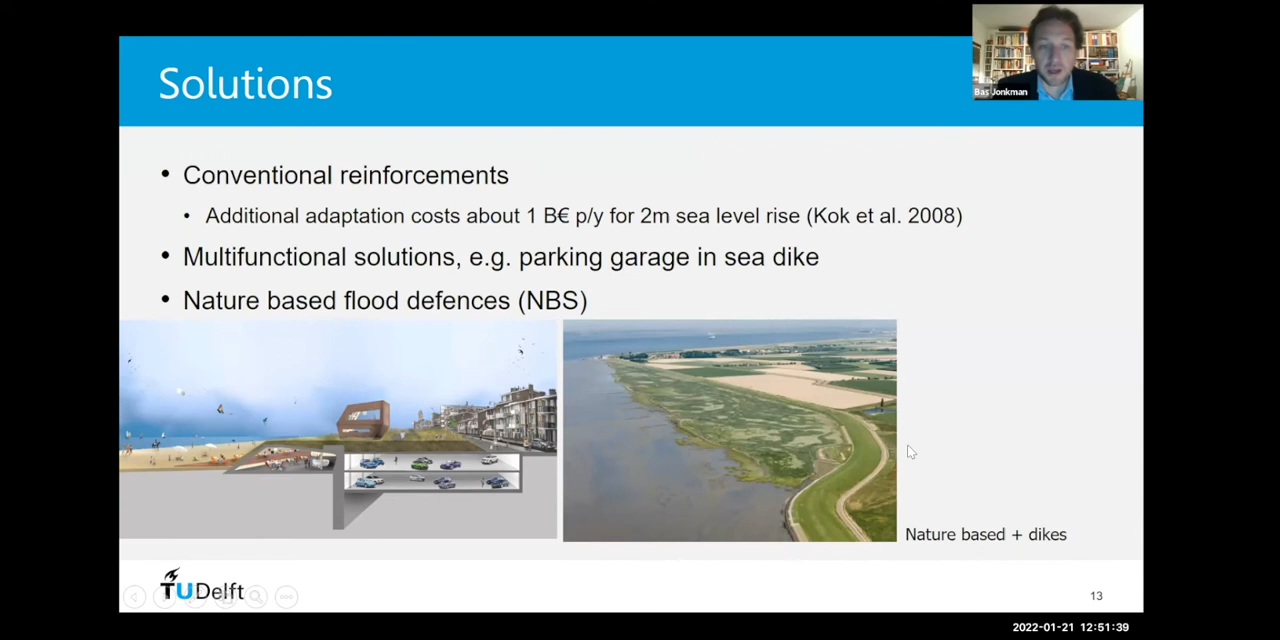 Solutions
Bas Jonkman
• Conventional reinforcements
• Additional adaptation costs about 1 B€ p/y for 2m sea level rise (Kok et al. 2008)
• Multifunctional solutions, e.g. parking garage in sea dike
• Nature based flood defences (NBS)
Nature based + dikes
TUDelft
13
2022-01-21 12:51:39